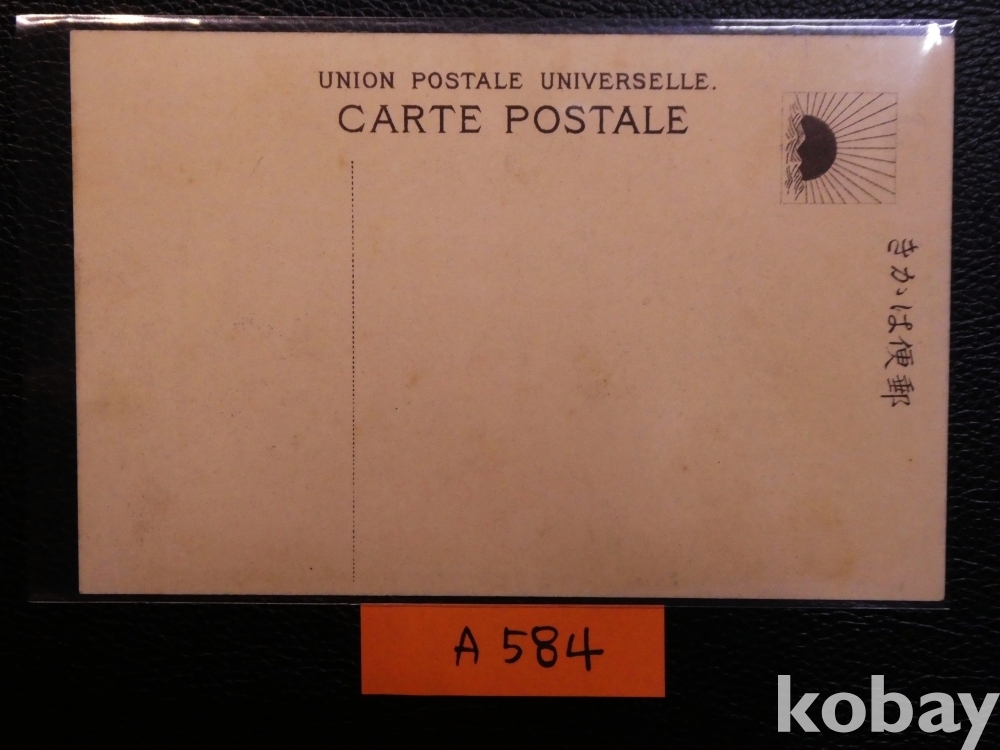 UNION POSTALE UNIVERSELLE.
CARTE POSTALE
きかは便郵
A 584
kobay